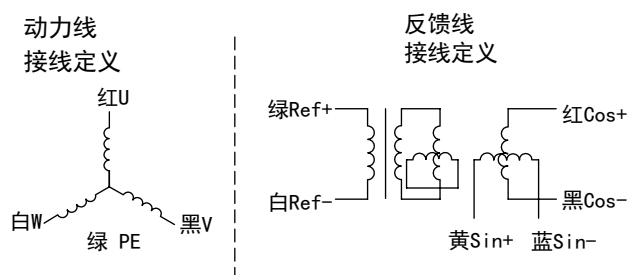 动力线
接线定义
红U
白W
黑V
绿 PE
反馈线
接线定义
绿Ref+
红Cos+
白Ref-
黑Cos-
黄Sin+ 蓝Sin-